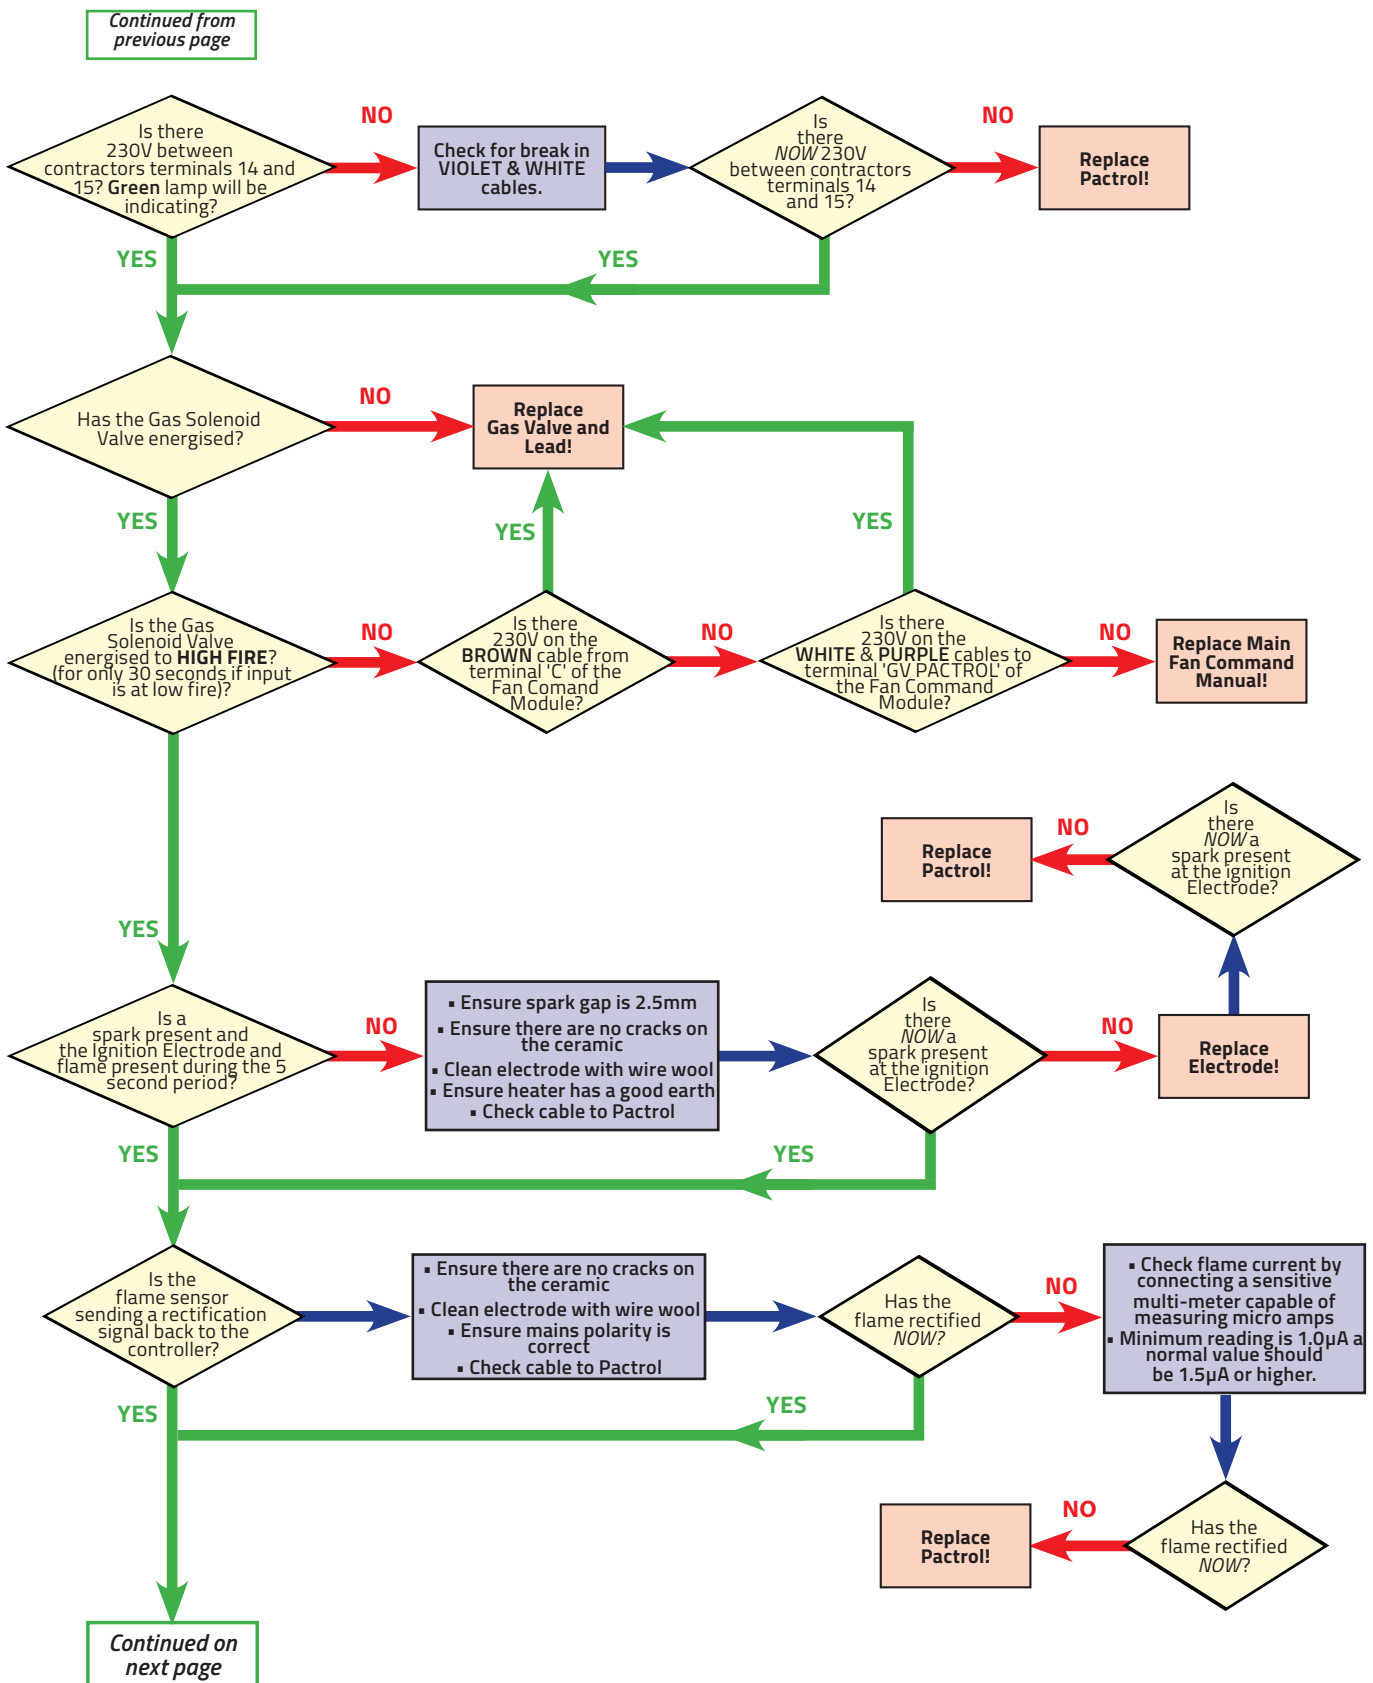 Continued from
previous page
Is there
230V between
contractors terminals 14 and
15? Green lamp will be
indicating?
NO
Check for break in
VIOLET & WHITE
cables.
Is
there
NOW 230V
between contractors
terminals 14
and 15?
NO
Replace
Pactrol!
YES
YES
Has the Gas Solenoid
Valve energised?
NO
Replace
Gas Valve and
Lead!
YES
YES
YES
Is the Gas
Solenoid Valve
energised to HIGH FIRE?
(for only 30 seconds if input
is at low fire)?
NO
Is there
230V on the
BROWN cable from
terminal 'C' of the
Fan Comand
Module?
NO
Is there
230V on the
WHITE & PURPLE cables to
terminal 'GV PACTROL' of
the Fan Command
Module?
NO
Replace Main
Fan Command
Manual!
YES
Replace
Pactrol!
NO
Is
there
NOW a
spark present
at the ignition
Electrode?
Is a
spark present and
the Ignition Electrode and
flame present during the 5
second period?
NO
▪ Ensure spark gap is 2.5mm
▪ Ensure there are no cracks on
the ceramic
▪ Clean electrode with wire wool
▪ Ensure heater has a good earth
▪ Check cable to Pactrol
Is
there
NOW a
spark present
at the ignition
Electrode?
NO
Replace
Electrode!
YES
YES
Is the
flame sensor
sending a rectification
signal back to the
controller?
▪ Ensure there are no cracks on
the ceramic
▪ Clean electrode with wire wool
▪ Ensure mains polarity is
correct
▪ Check cable to Pactrol
Has the
flame rectified
NOW?
NO
▪ Check flame current by
connecting a sensitive
multi-meter capable of
measuring micro amps
▪ Minimum reading is 1.0µA a
normal value should
be 1.5µA or higher.
YES
YES
Replace
Pactrol!
NO
Has the
flame rectified
NOW?
Continued on
next page